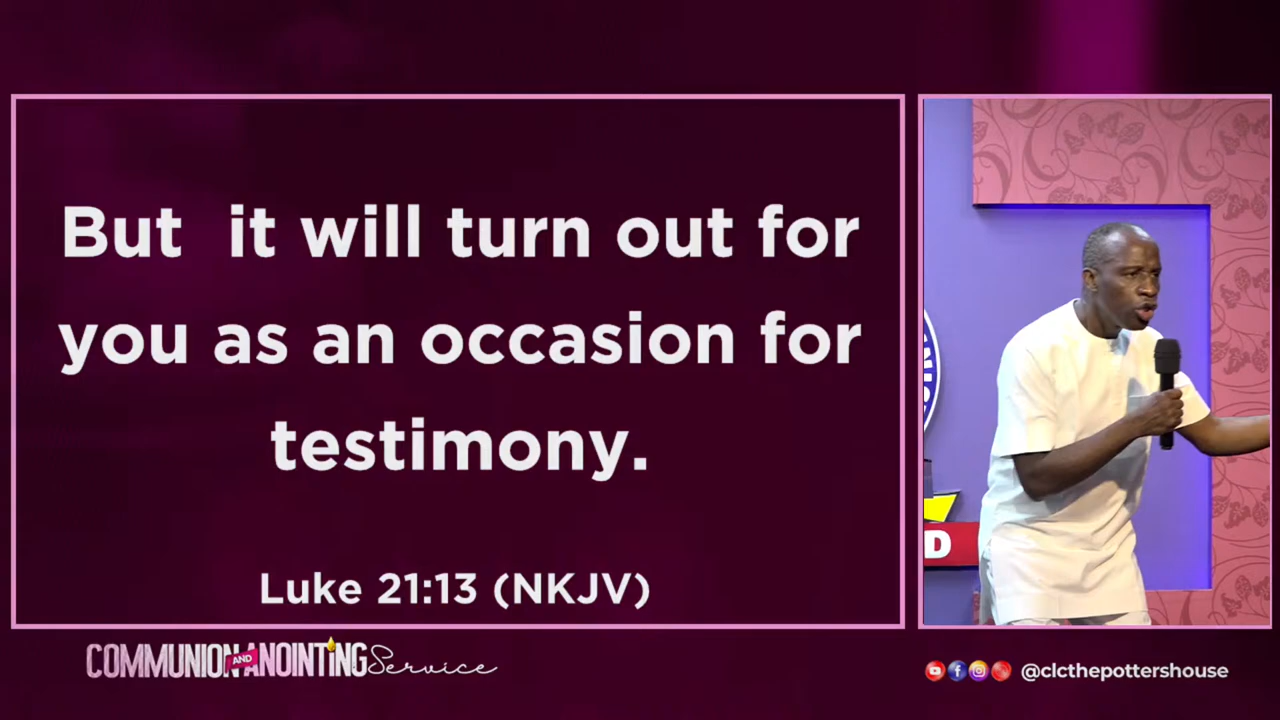 But it will turn out for
you as an occasion for
testimony.
Luke 21:13 (NKJV)
COMMUNION AND ANOINTING Service
@clcthepottershouse
D